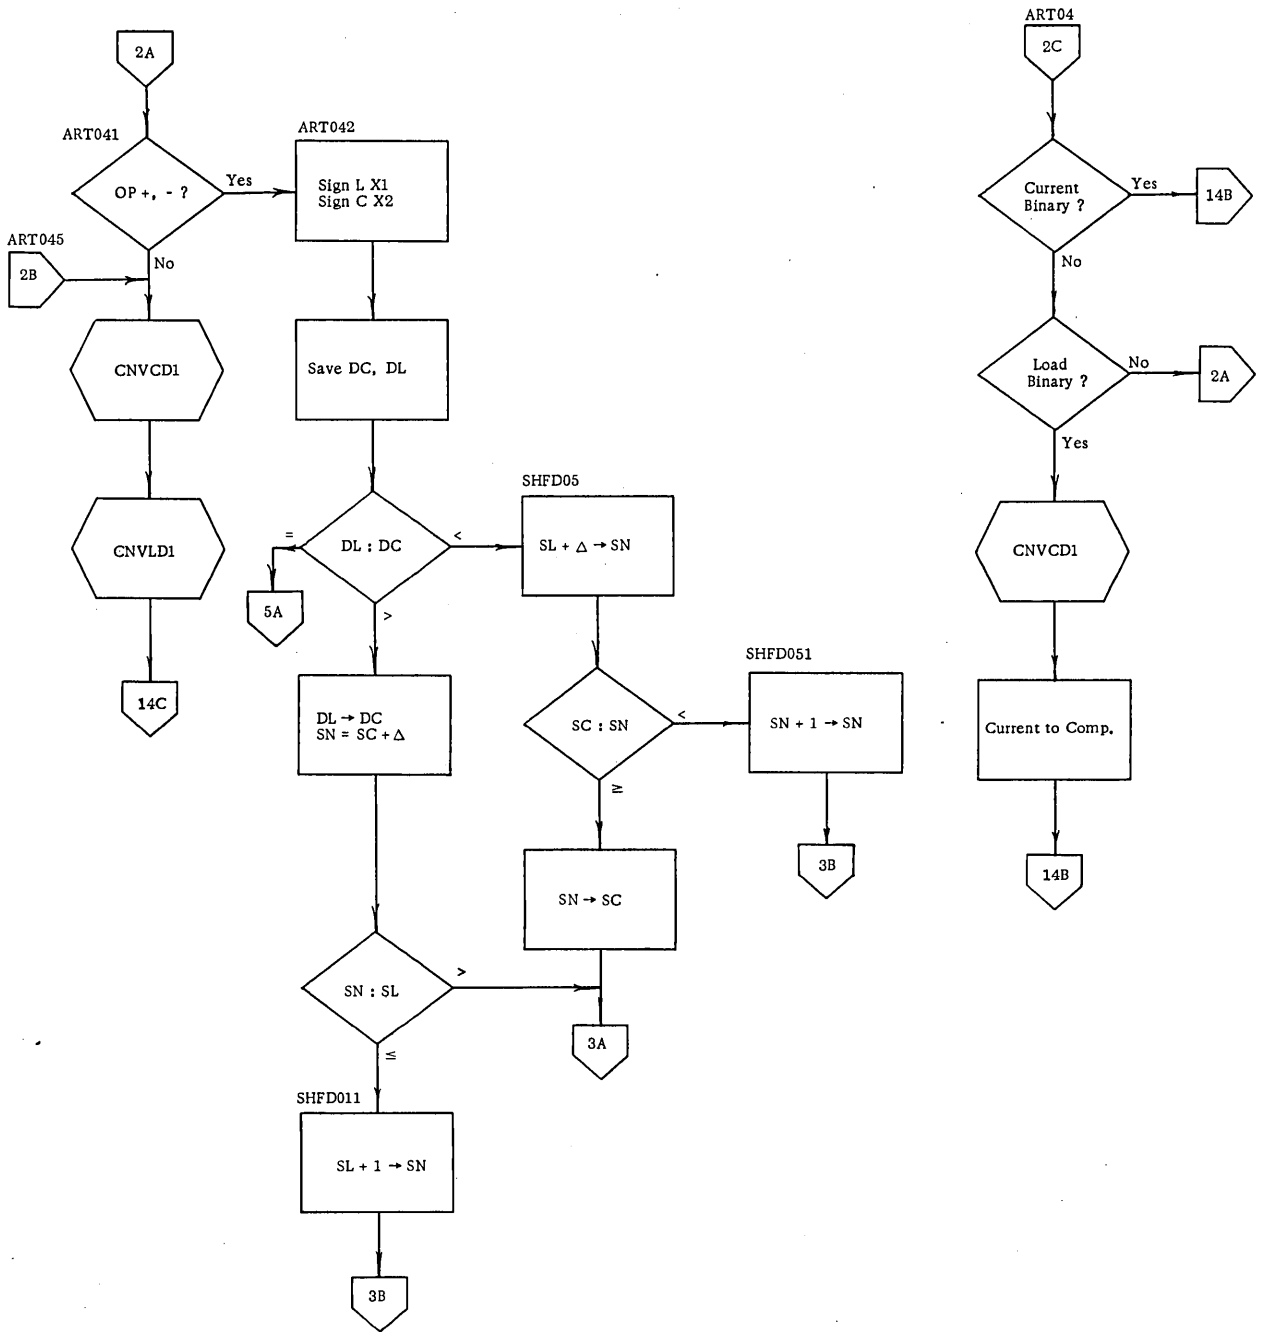 2A
ART041
OP +, - ?
Yes
No
ART045
2B
CNVCD1
CNVLD1
14C
ART042
Sign L X1
Sign C X2
Save DC, DL
DL : DC
=
<
>
5A
SHFD05
SL + Δ → SN
SC : SN
<
≥
SHFD051
SN + 1 → SN
3B
SN → SC
DL → DC
SN = SC + Δ
SN : SL
>
≤
3A
SHFD011
SL + 1 → SN
3B
ART04
2C
Current
Binary ?
Yes
14B
No
Load
Binary ?
No
2A
Yes
CNVCD1
Current to Comp.
14B